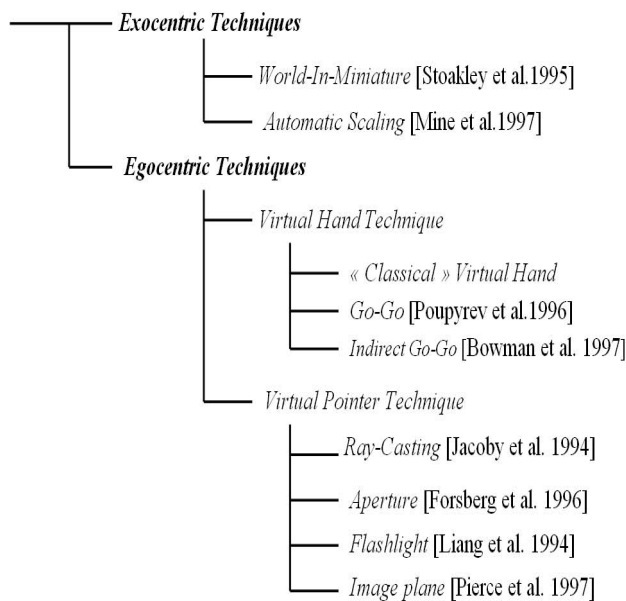 Exocentric Techniques
World-In-Miniature [Stoakley et al.1995]
Automatic Scaling [Mine et al.1997]
Egocentric Techniques
Virtual Hand Technique
« Classical » Virtual Hand
Go-Go [Poupyrev et al.1996]
Indirect Go-Go [Bowman et al. 1997]
Virtual Pointer Technique
Ray-Casting [Jacoby et al. 1994]
Aperture [Forsberg et al. 1996]
Flashlight [Liang et al. 1994]
Image plane [Pierce et al. 1997]